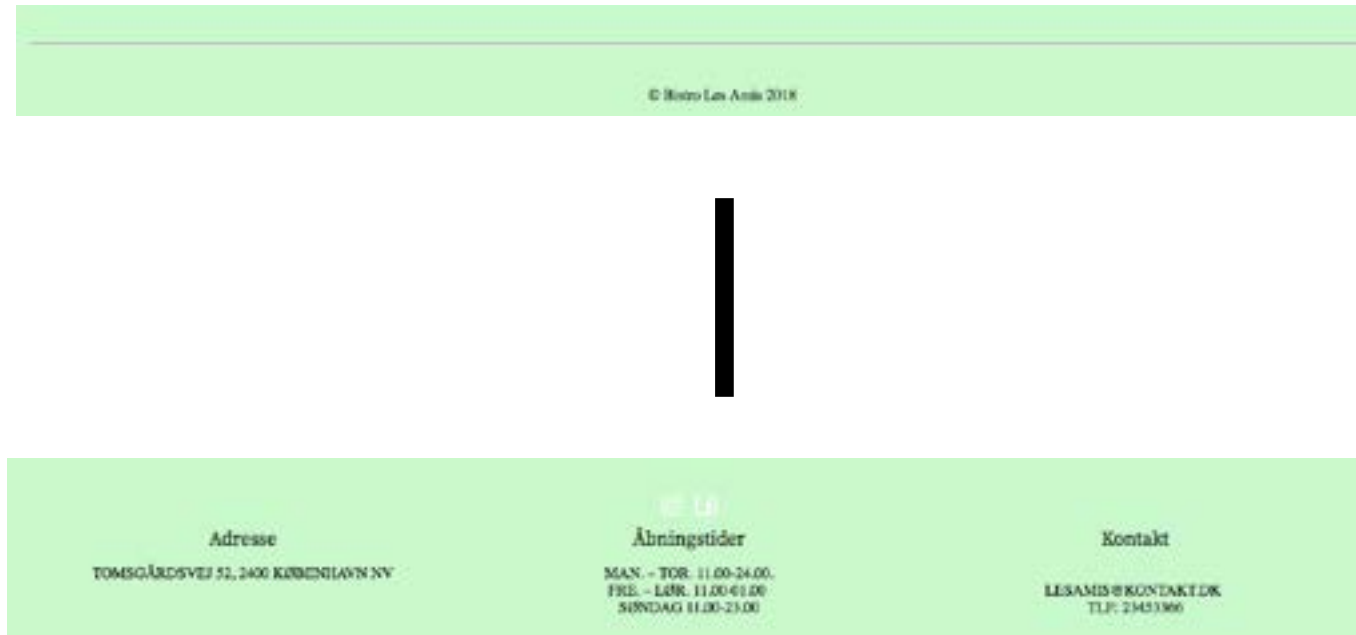 © Bistro Les Amis 2018
Adresse
Åbningstider
Kontakt
TOMSGÅRDSVEJ 52, 2400 KØBENHAVN NV
MAN. – TOR. 11.00-24.00.
FRE. – LØR. 11.00-01.00
SØNDAG 11.00-23.00
LESAMIS@KONTAKT.DK
TLF: 23453366